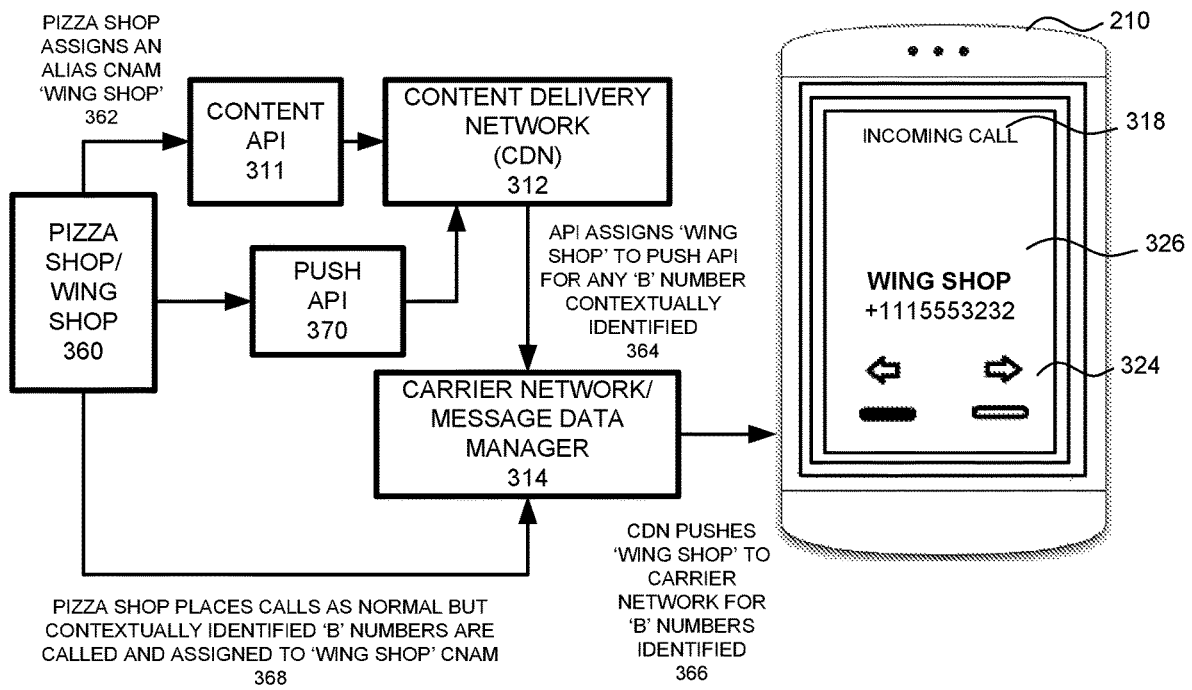 PIZZA SHOP
ASSIGNS AN
ALIAS CNAM
'WING SHOP'
362
CONTENT
API
311
CONTENT DELIVERY
NETWORK
(CDN)
312
PIZZA
SHOP/
WING
SHOP
360
PUSH
API
370
API ASSIGNS 'WING
SHOP' TO PUSH API
FOR ANY 'B' NUMBER
CONTEXTUALLY
IDENTIFIED
364
CARRIER NETWORK/
MESSAGE DATA
MANAGER
314
PIZZA SHOP PLACES CALLS AS NORMAL BUT
CONTEXTUALLY IDENTIFIED 'B' NUMBERS ARE
CALLED AND ASSIGNED TO 'WING SHOP' CNAM
368
CDN PUSHES
'WING SHOP' TO
CARRIER
NETWORK FOR
'B' NUMBERS
IDENTIFIED
366
210
INCOMING CALL
318
326
WING SHOP
+1115553232
324